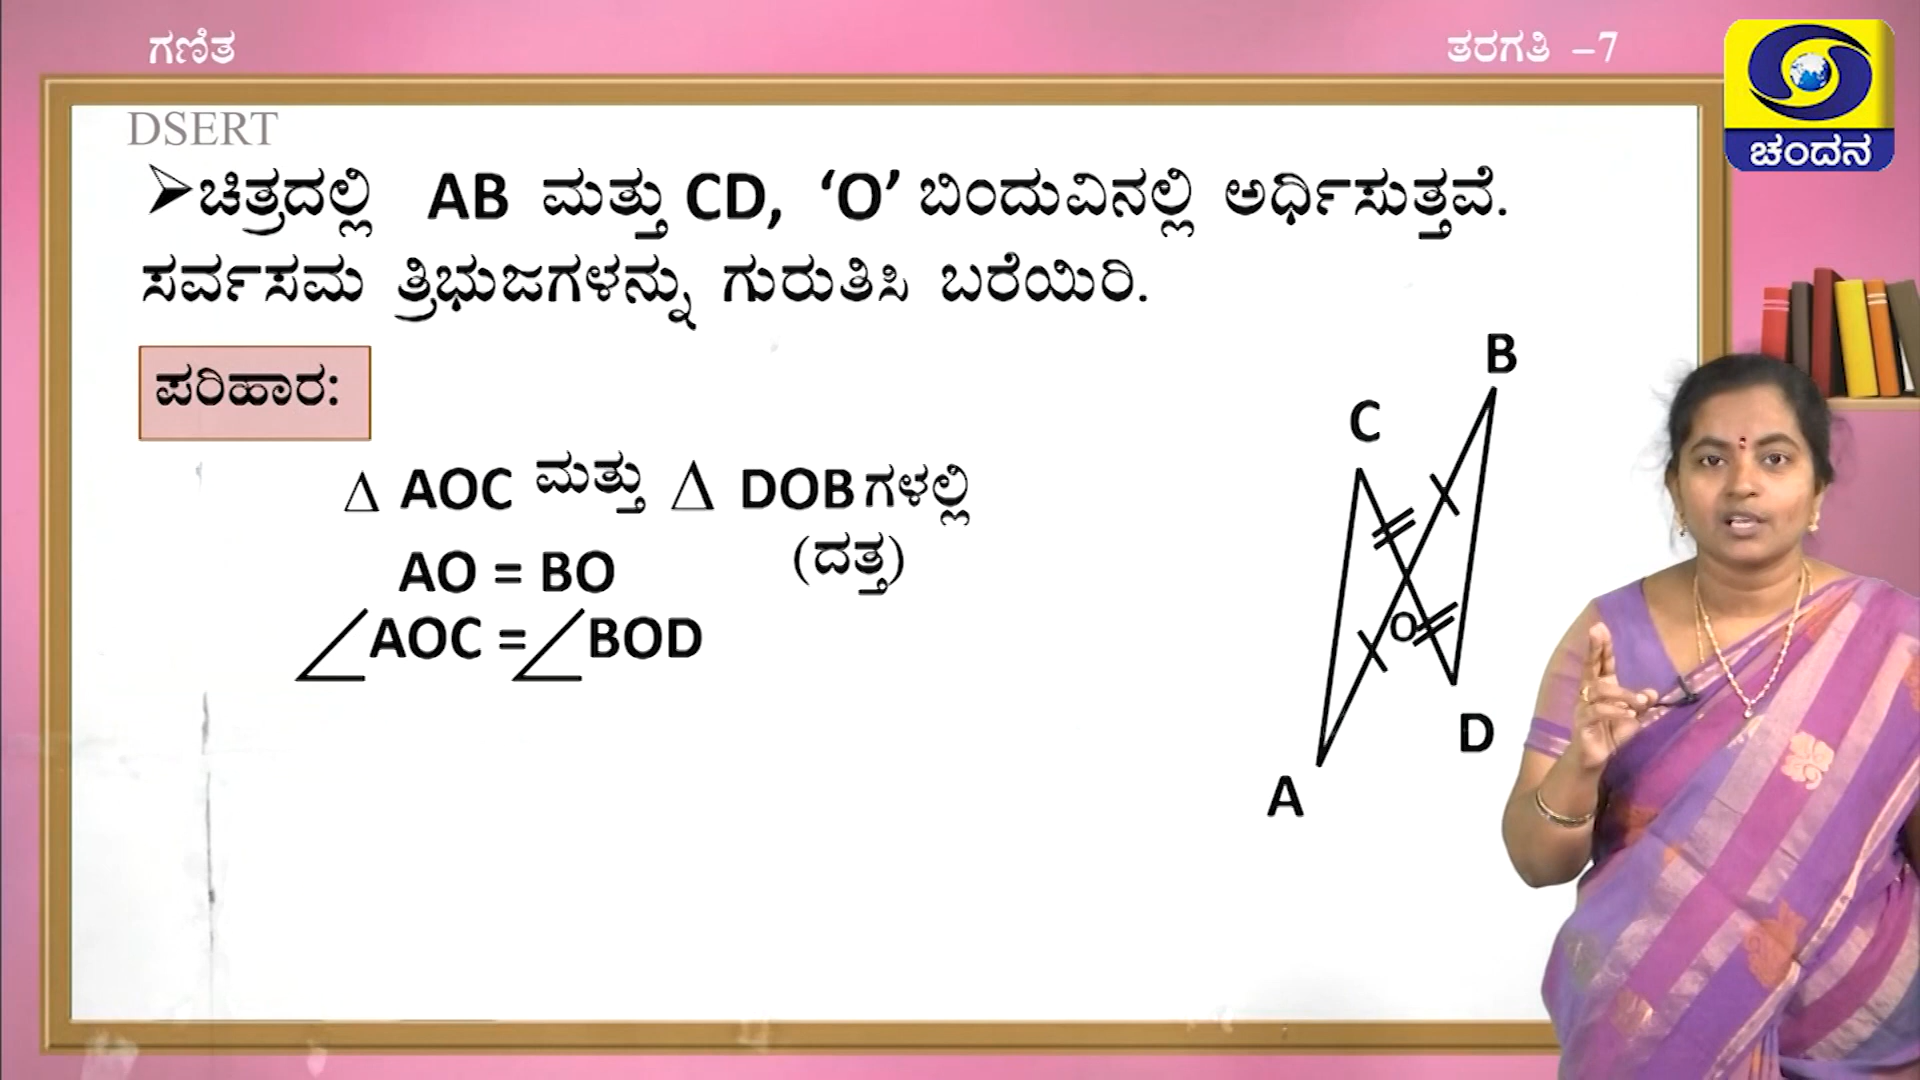 ಗಣಿತ
ತರಗತಿ –7
ಚಂದನ
DSERT
➢ಚಿತ್ರದಲ್ಲಿ AB ಮತ್ತು CD, ‘O’ ಬಿಂದುವಿನಲ್ಲಿ ಅರ್ಧಿಸುತ್ತವೆ.
ಸರ್ವಸಮ ತ್ರಿಭುಜಗಳನ್ನು ಗುರುತಿಸಿ ಬರೆಯಿರಿ.
ಪರಿಹಾರ:
Δ AOC ಮತ್ತು Δ DOB ಗಳಲ್ಲಿ
AO = BO (ದತ್ತ)
∠AOC = ∠BOD
B
C
O
D
A